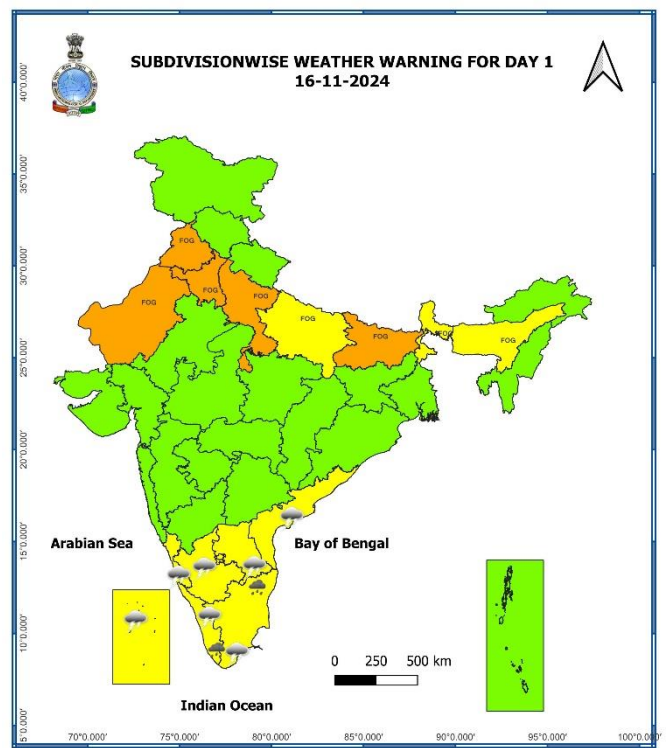 SUBDIVISIONWISE WEATHER WARNING FOR DAY 1
16-11-2024
40°0.000'
35°0.000'
30°0.000'
25°0.000'
20°0.000'
15°0.000'
10°0.000'
5°0.000'
FOG
FOG
FOG
FOG
FOG
FOG
FOG
FOG
Arabian Sea
Bay of Bengal
0 250 500 km
Indian Ocean
70°0.000' 75°0.000' 80°0.000' 85°0.000' 90°0.000' 95°0.000' 100°0.000'